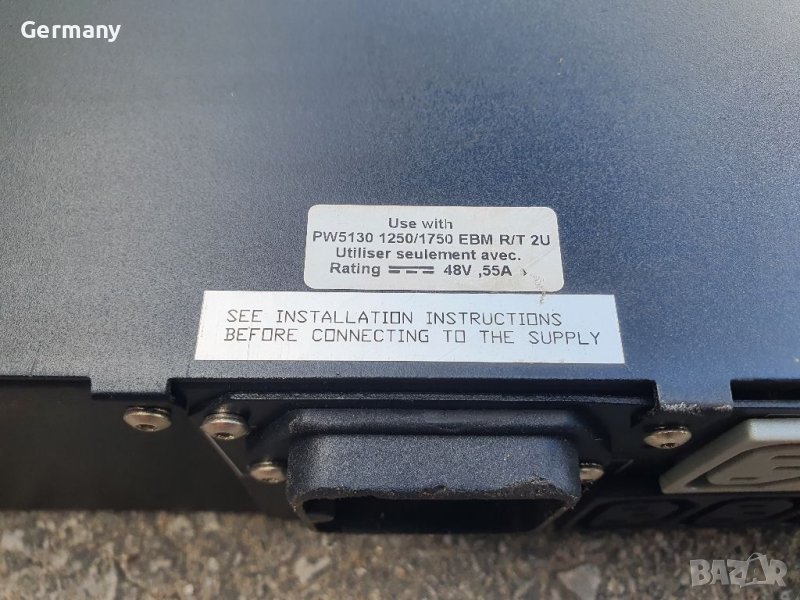 Germany
Use with
PW5130 1250/1750 EBM R/T 2U
Utiliser seulement avec.
Rating 48V ,55A
SEE INSTALLATION INSTRUCTIONS
BEFORE CONNECTING TO THE SUPPLY
BAZAR